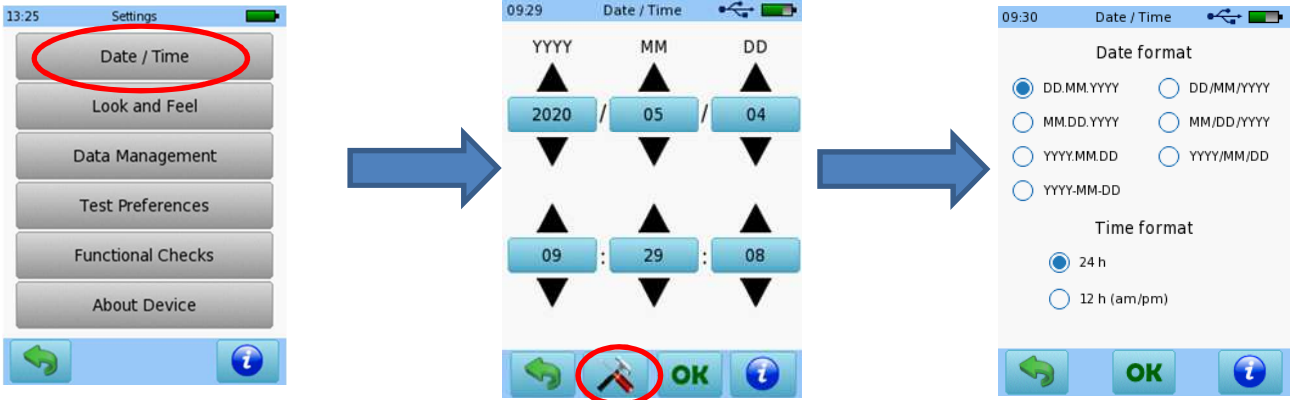 13:25 Settings
Date / Time
Look and Feel
Data Management
Test Preferences
Functional Checks
About Device
i
09:29 Date / Time
YYYY MM DD
2020 / 05 / 04
09 : 29 : 08
OK i
09:30 Date / Time
Date format
DD.MM.YYYY DD/MM/YYYY
MM.DD.YYYY MM/DD/YYYY
YYYY.MM.DD YYYY/MM/DD
YYYY-MM-DD
Time format
24 h
12 h (am/pm)
OK i